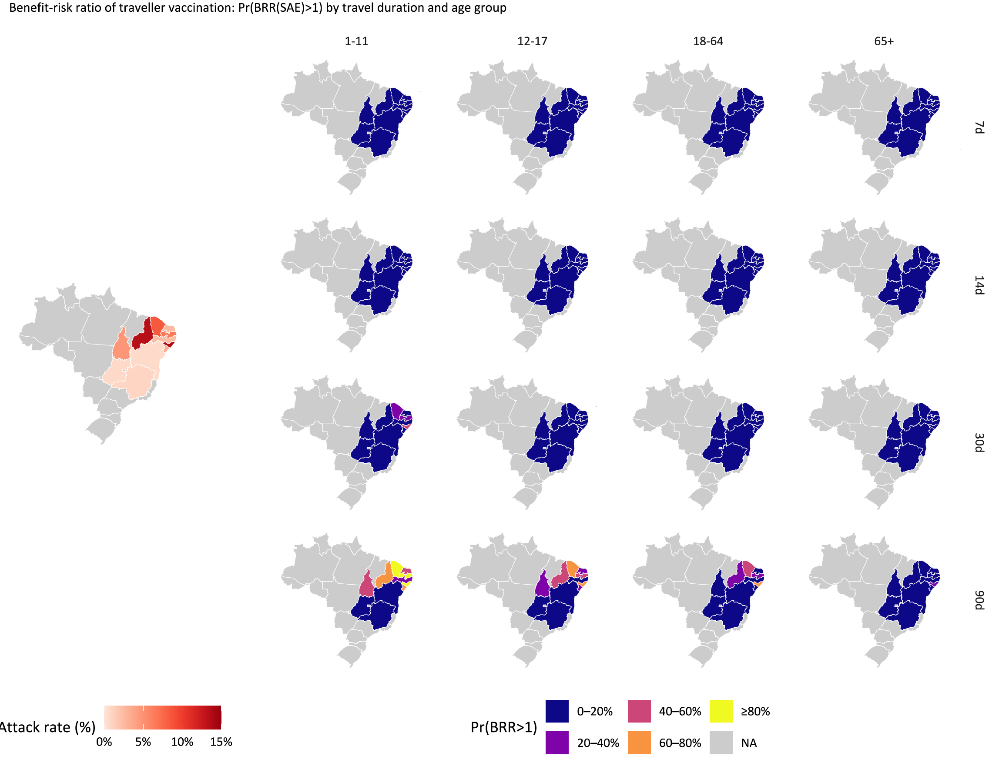 Benefit-risk ratio of traveller vaccination: Pr(BRR(SAE)>1) by travel duration and age group
1-11 12-17 18-64 65+
7d
14d
30d
90d
Attack rate (%)
0% 5% 10% 15%
Pr(BRR>1)
0–20% 40–60% ≥80%
20–40% 60–80% NA